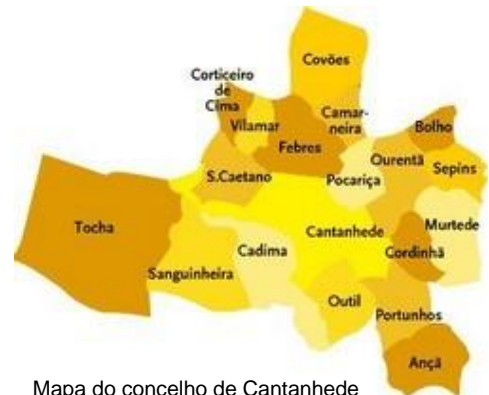 Covões
Corticeiro
de
Cima
Vilamar
Camar-
neira
Febres
Bolho
Ourentã
Sepins
Pocariça
S.Caetano
Tocha
Cantanhede
Murtede
Cadima
Cordinhã
Sanguinheira
Outil
Portunhos
Ançã
Mapa do concelho de Cantanhede